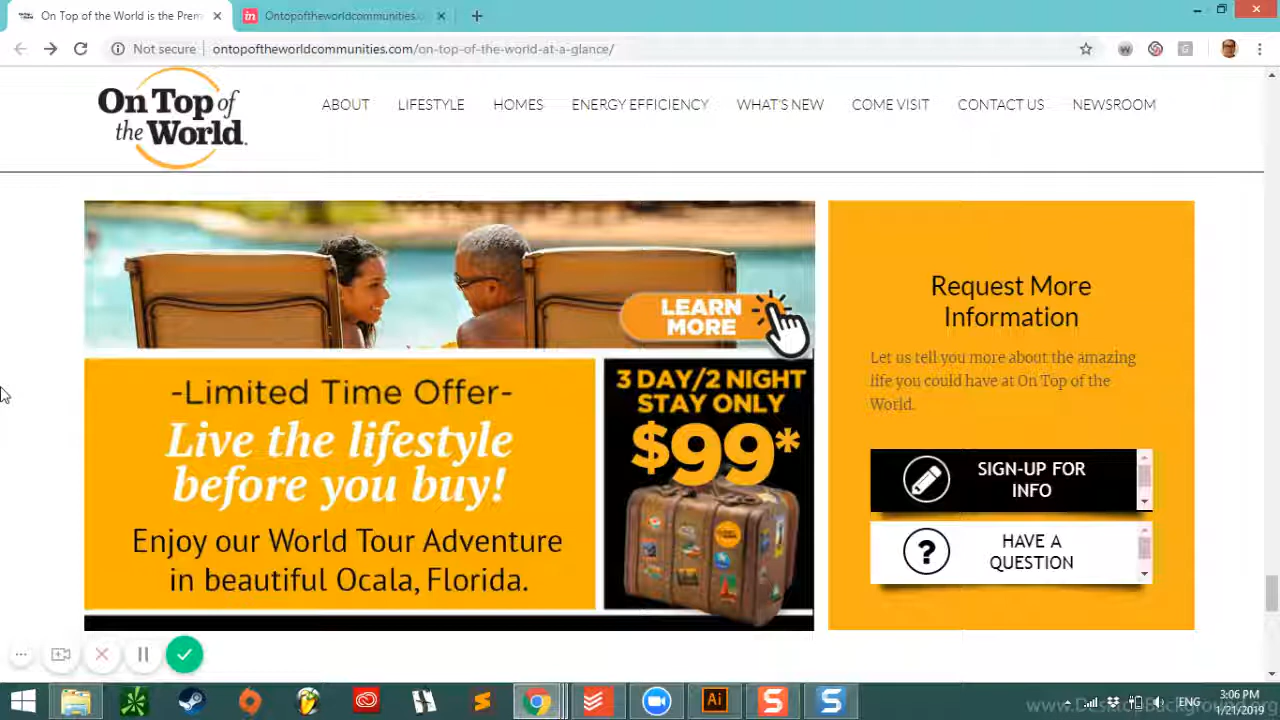 On Top of the World is the Prem
Ontopoftheworldcommunities.c
Not secure
ontopoftheworldcommunities.com/on-top-of-the-world-at-a-glance/
On Top of
the World.
ABOUT
LIFESTYLE
HOMES
ENERGY EFFICIENCY
WHAT'S NEW
COME VISIT
CONTACT US
NEWSROOM
LEARN
MORE
-Limited Time Offer-
Live the lifestyle
before you buy!
Enjoy our World Tour Adventure
in beautiful Ocala, Florida.
3 DAY/2 NIGHT
STAY ONLY
$99*
Request More
Information
Let us tell you more about the amazing
life you could have at On Top of the
World.
SIGN-UP FOR
INFO
?
HAVE A
QUESTION
Ai
S
S
ENG
3:06 PM
1/21/2019